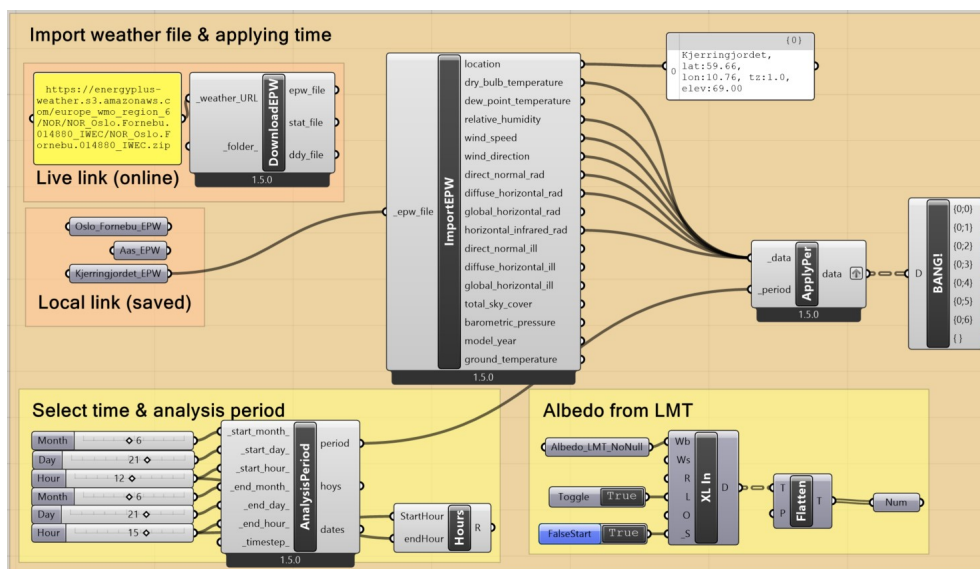 Import weather file & applying time
https://energyplus-
weather.s3.amazonaws.c
om/europe_wmo_region_6
/NOR/NOR_Oslo.Fornebu.
014880_IWEC/NOR_Oslo.F
ornebu.014880_IWEC.zip
_weather_URL
_folder_
DownloadEPW
epw_file
stat_file
ddy_file
1.5.0
Live link (online)
Oslo_Fornebu_EPW
Aas_EPW
Kjerringjordet_EPW
Local link (saved)
_epw_file
ImportEPW
location
dry_bulb_temperature
dew_point_temperature
relative_humidity
wind_speed
wind_direction
direct_normal_rad
diffuse_horizontal_rad
global_horizontal_rad
horizontal_infrared_rad
direct_normal_ill
diffuse_horizontal_ill
global_horizontal_ill
total_sky_cover
barometric_pressure
model_year
ground_temperature
1.5.0
{0}
0
Kjerringjordet,
lat:59.66,
lon:10.76, tz:1.0,
elev:69.00
_data
_period
ApplyPer
data
1.5.0
D
BANG!
{0;0}
{0;1}
{0;2}
{0;3}
{0;4}
{0;5}
{0;6}
{ }
Select time & analysis period
Month 6
Day 21
Hour 12
Month 6
Day 21
Hour 15
_start_month_
_start_day_
_start_hour_
_end_month_
_end_day_
_end_hour_
_timestep_
AnalysisPeriod
period
hoys
dates
1.5.0
StartHour
endHour
Hours
R
Albedo from LMT
Albedo_LMT_NoNull
Toggle True
FalseStart True
Wb
Ws
R
L
O
_S
XL In
D
T
P
Flatten
T
Num